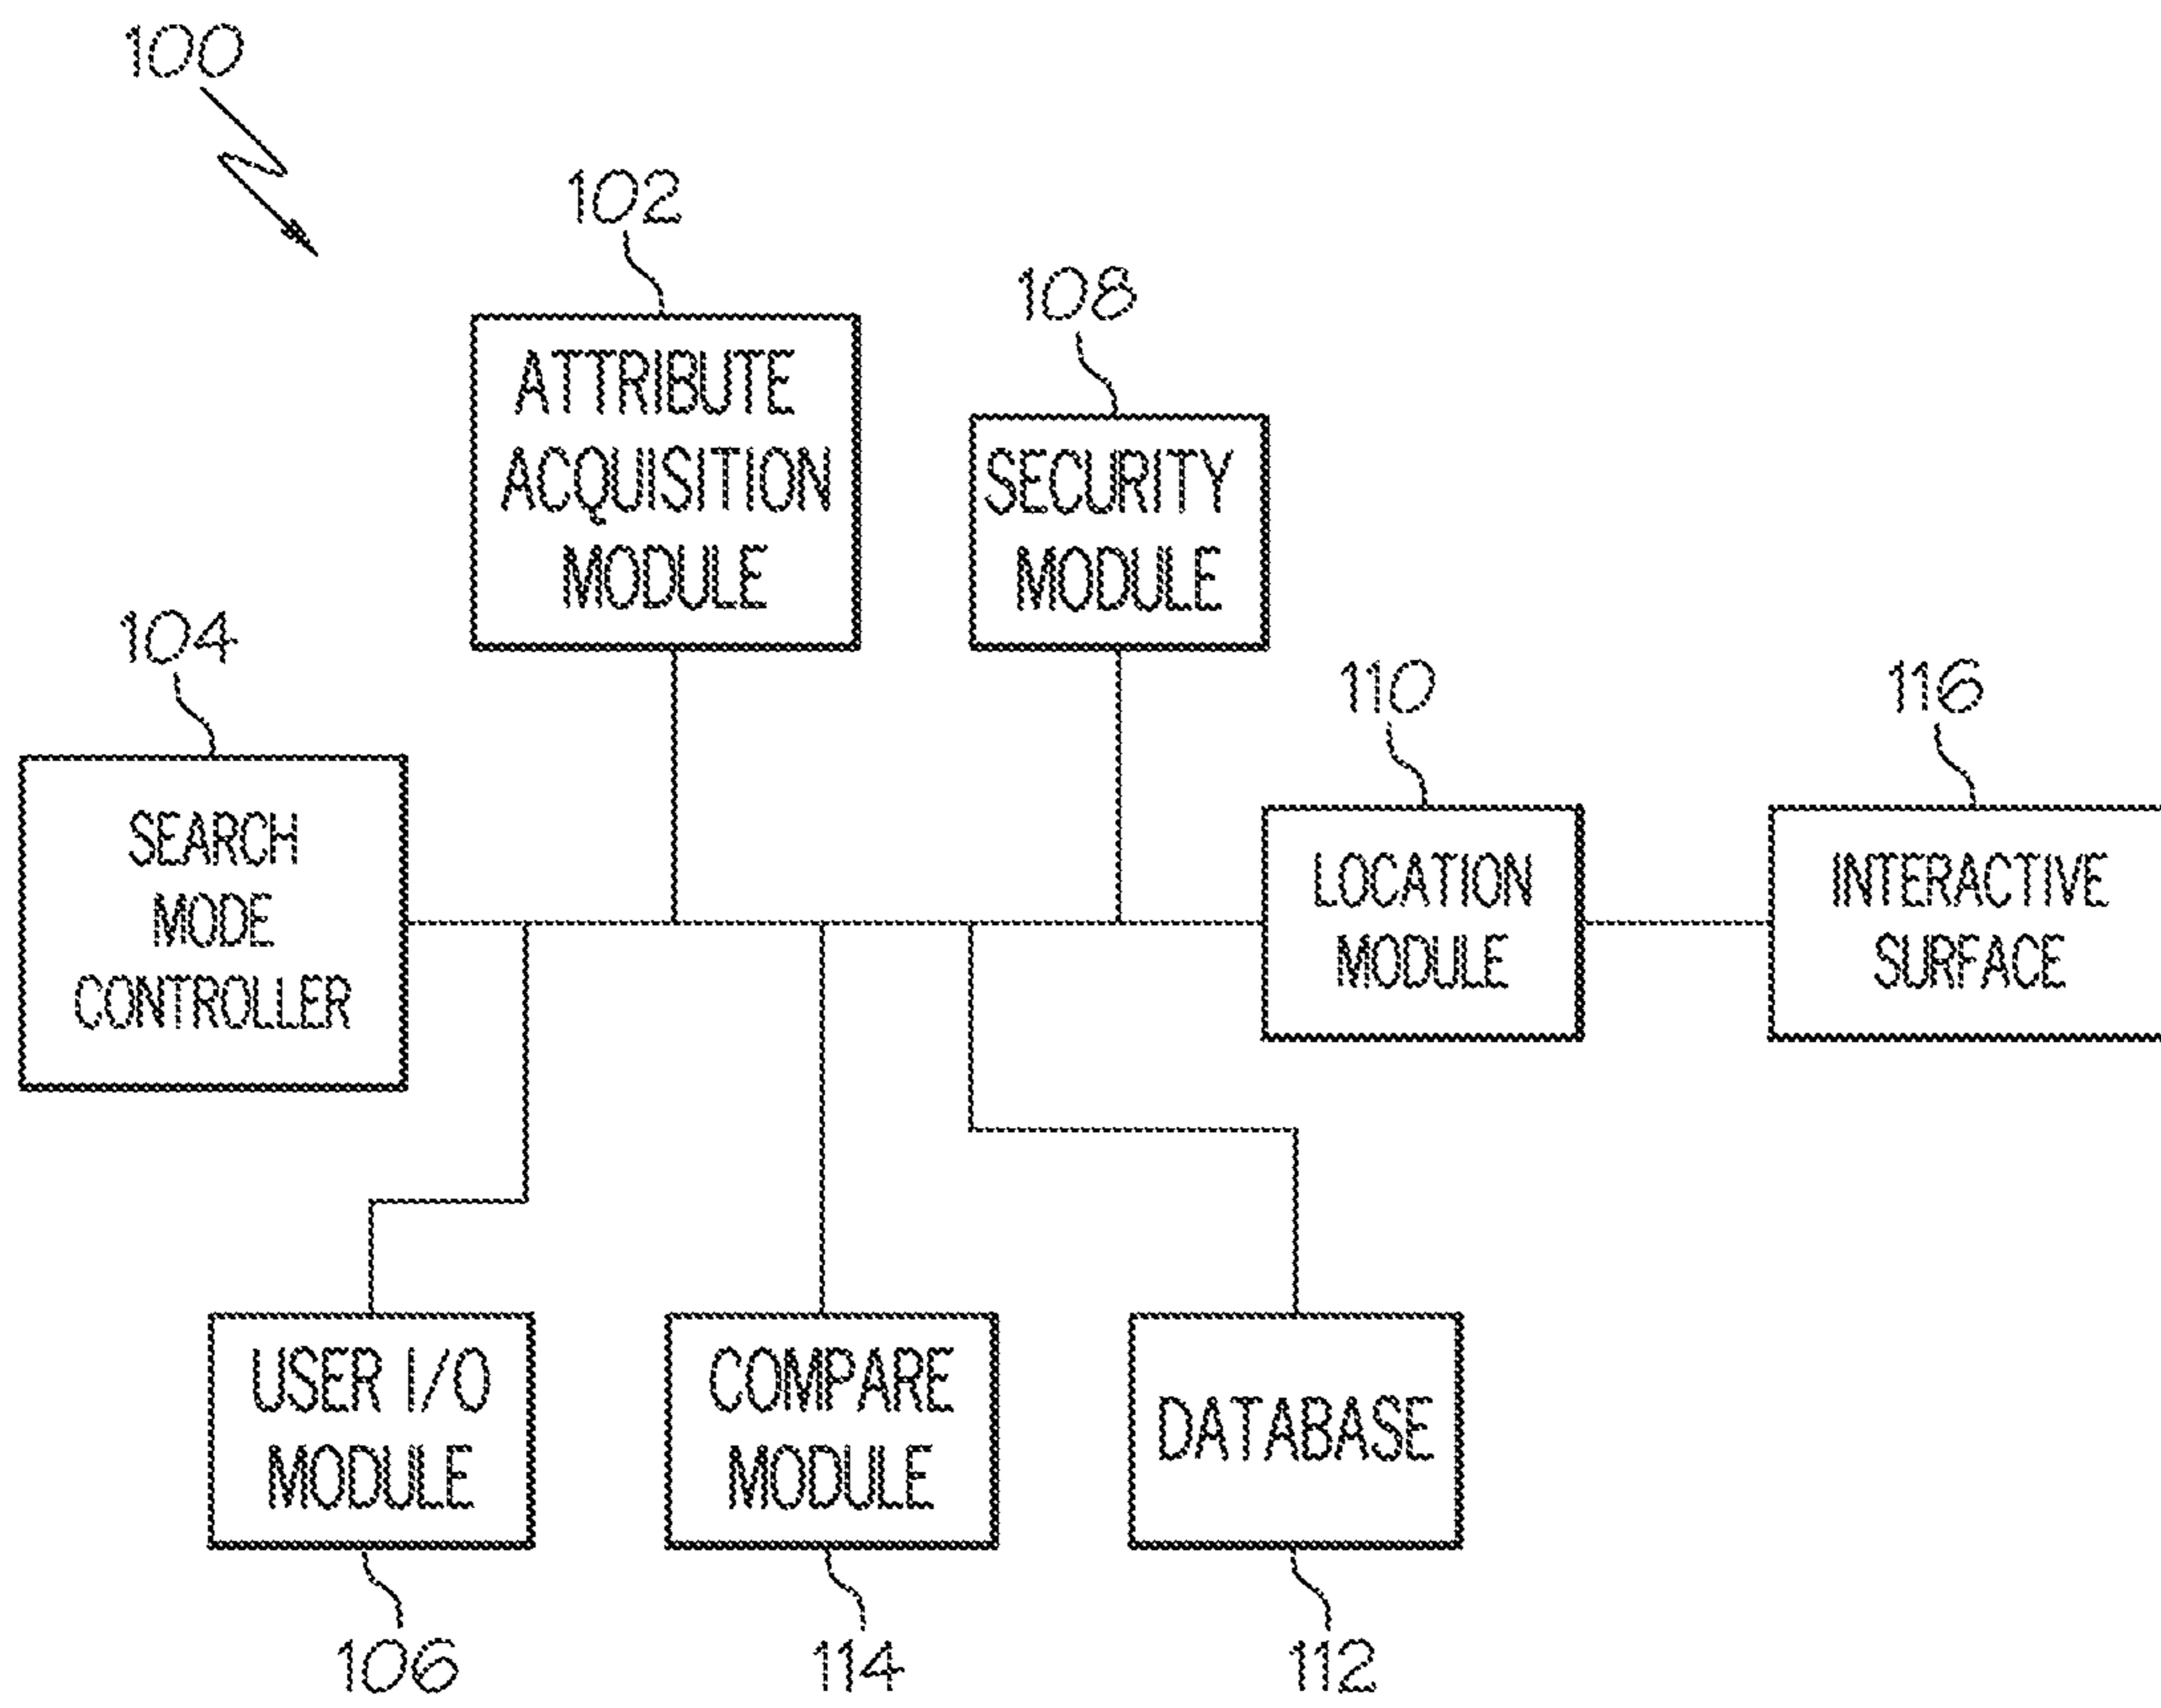 100
102
ATTRIBUTE
ACQUISITION
MODULE
108
SECURITY
MODULE
104
SEARCH
MODE
CONTROLLER
110
LOCATION
MODULE
116
INTERACTIVE
SURFACE
USER I/O
MODULE
106
COMPARE
MODULE
114
DATABASE
112